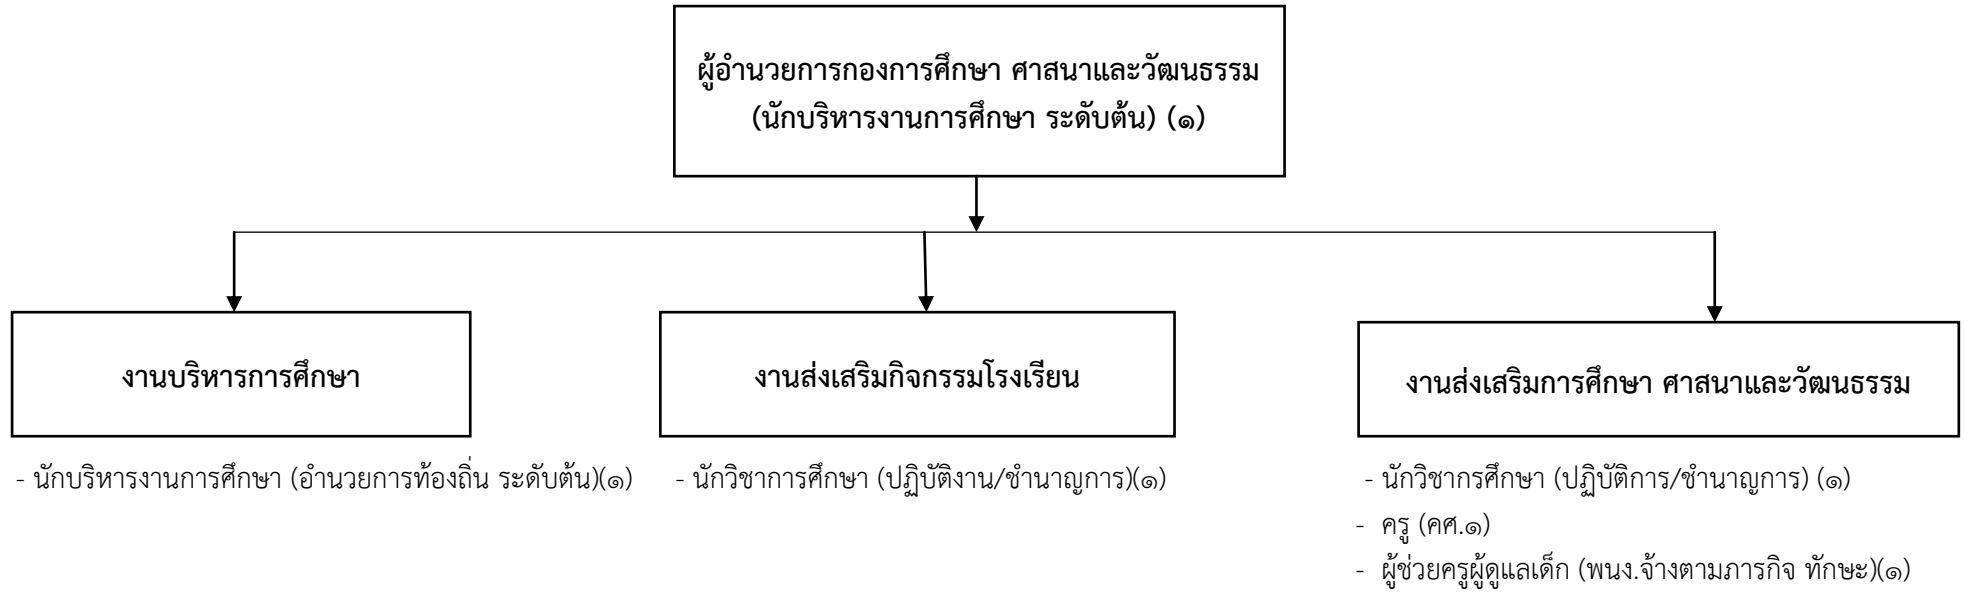 ผู้อำนวยการกองการศึกษา ศาสนาและวัฒนธรรม
(นักบริหารงานการศึกษา ระดับต้น) (๑)
งานบริหารการศึกษา
งานส่งเสริมกิจกรรมโรงเรียน
งานส่งเสริมการศึกษา ศาสนาและวัฒนธรรม
- นักบริหารงานการศึกษา (อำนวยการท้องถิ่น ระดับต้น)(๑)
- นักวิชาการศึกษา (ปฏิบัติงาน/ชำนาญการ)(๑)
- นักวิชากรศึกษา (ปฏิบัติการ/ชำนาญการ) (๑)
- ครู (คศ.๑)
- ผู้ช่วยครูผู้ดูแลเด็ก (พนง.จ้างตามภารกิจ ทักษะ)(๑)